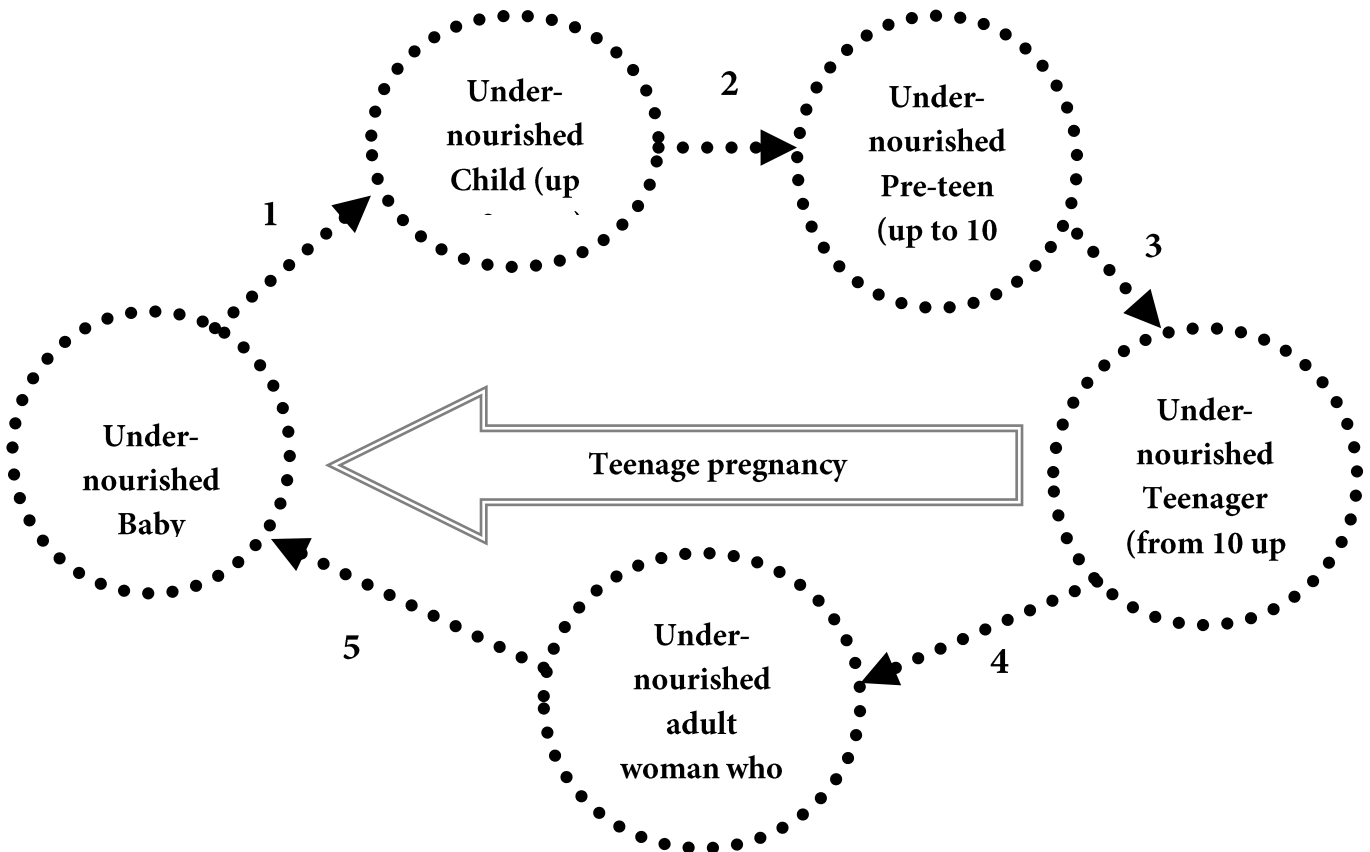 1
Under-
nourished
Child (up
2
Under-
nourished
Pre-teen
(up to 10
3
Under-
nourished
Teenager
(from 10 up
4
Under-
nourished
adult
woman who
5
Under-
nourished
Baby
Teenage pregnancy